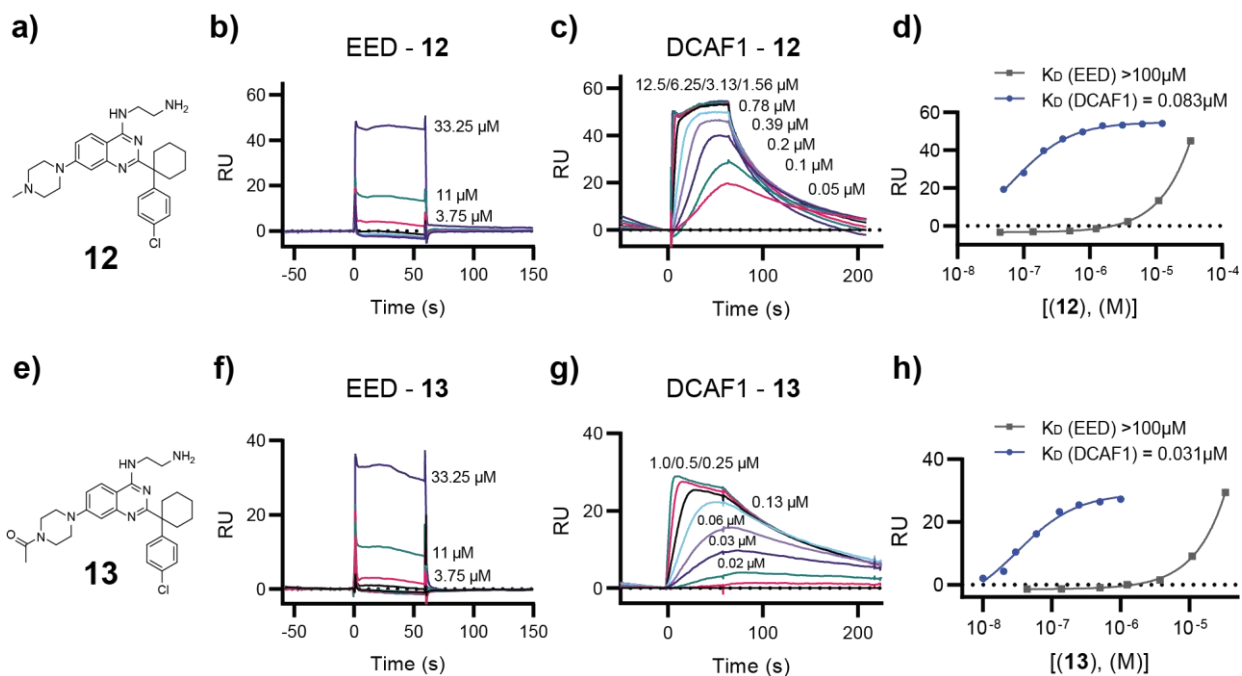 a)
b)
c)
d)
EED - 12
DCAF1 - 12
HN
NH2
N
N
N
N
Cl
12
RU
60
40
20
0
33.25 µM
11 µM
3.75 µM
-50
0
50
100
150
Time (s)
RU
60
40
20
0
12.5/6.25/3.13/1.56 µM
0.78 µM
0.39 µM
0.2 µM
0.1 µM
0.05 µM
0
100
200
Time (s)
KD (EED) >100µM
KD (DCAF1) = 0.083µM
RU
60
40
20
0
10-8
10-7
10-6
10-5
10-4
[(12), (M)]
e)
f)
g)
h)
EED - 13
DCAF1 - 13
HN
NH2
N
N
N
N
O
Cl
13
RU
40
20
0
33.25 µM
11 µM
3.75 µM
-50
0
50
100
150
Time (s)
RU
40
20
0
1.0/0.5/0.25 µM
0.13 µM
0.06 µM
0.03 µM
0.02 µM
0
100
200
Time (s)
KD (EED) >100µM
KD (DCAF1) = 0.031µM
RU
40
20
0
10-8
10-7
10-6
10-5
[(13), (M)]